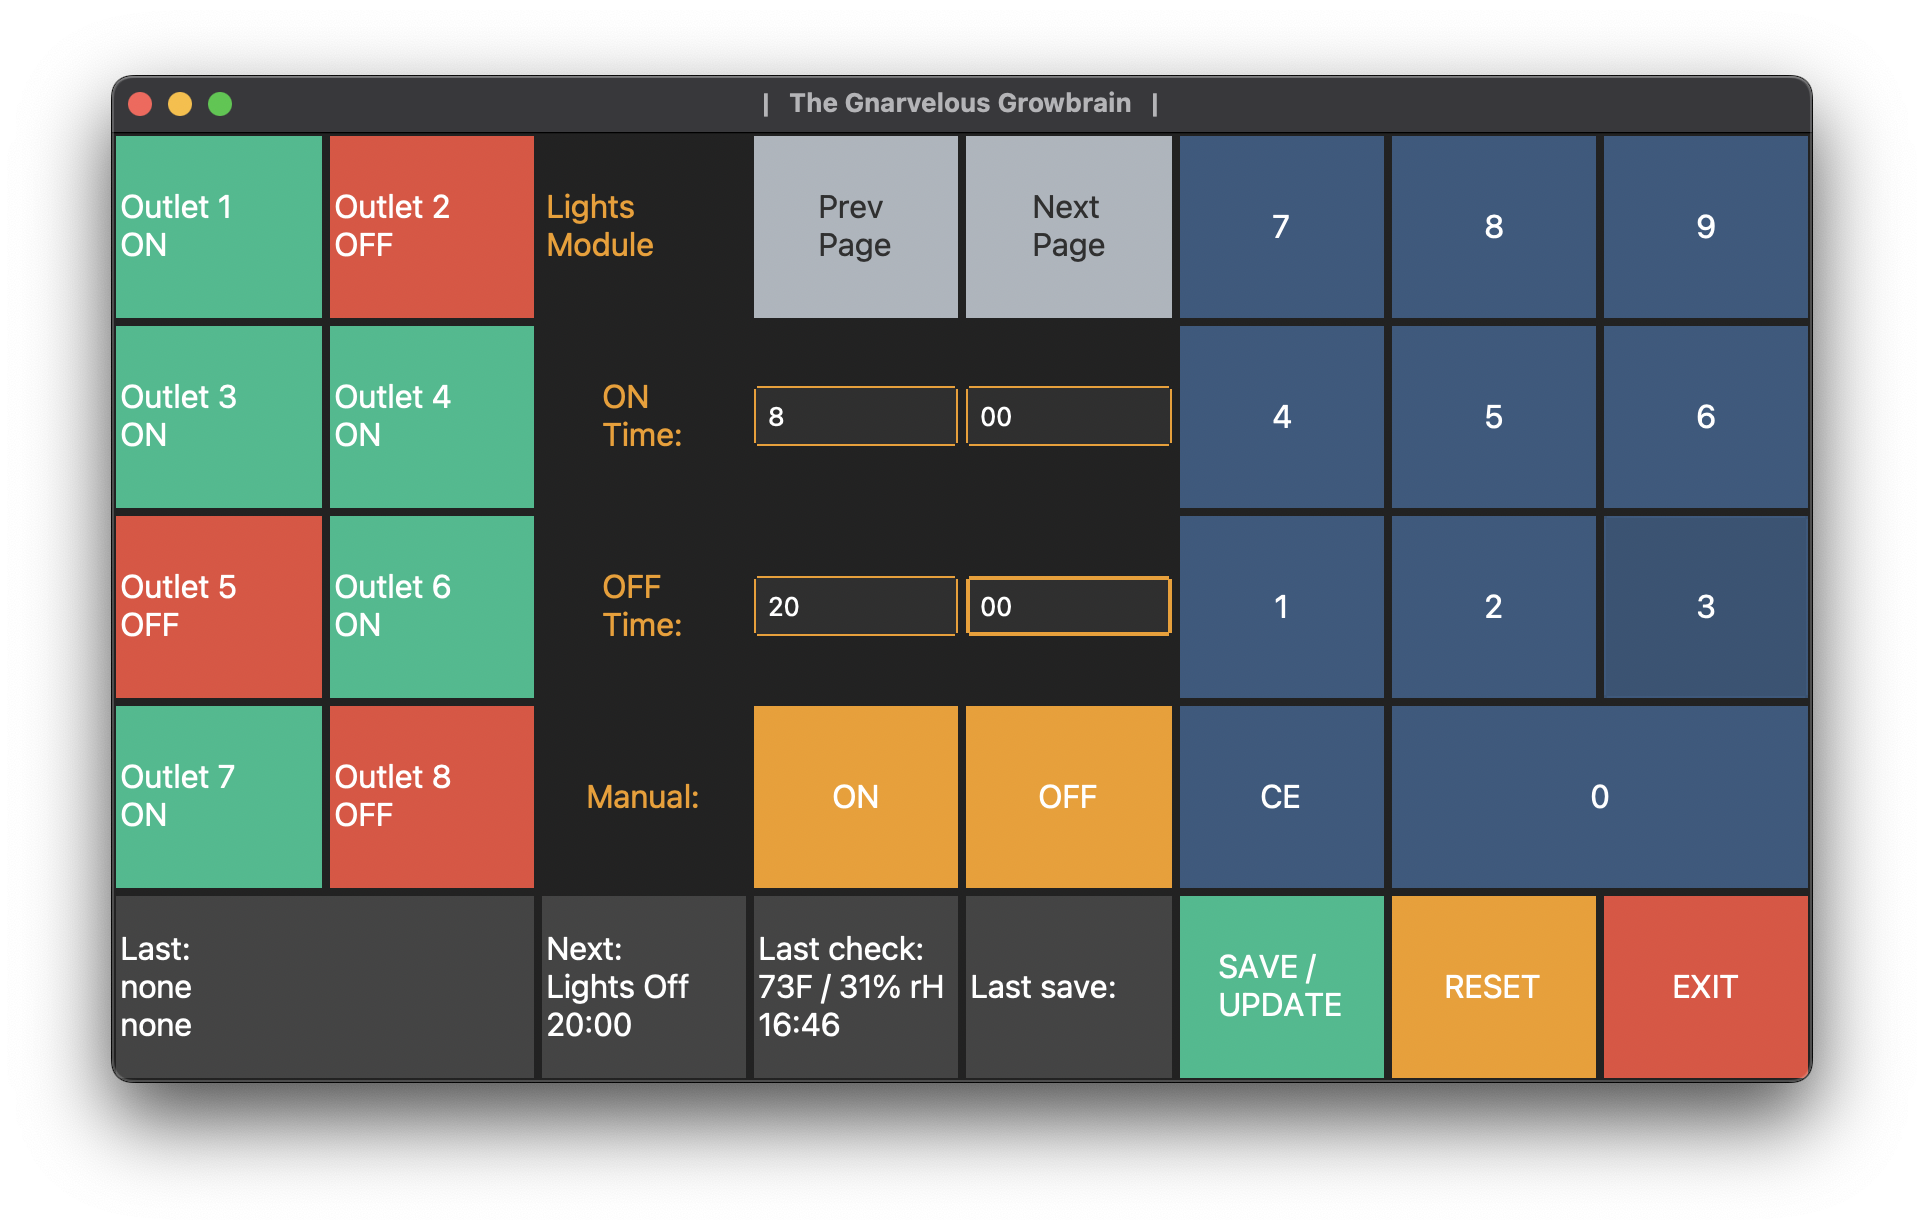 | The Gnarvelous Growbrain |
Outlet 1
ON
Outlet 2
OFF
Lights
Module
Prev
Page
Next
Page
7
8
9
Outlet 3
ON
Outlet 4
ON
ON
Time:
8
00
4
5
6
Outlet 5
OFF
Outlet 6
ON
OFF
Time:
20
00
1
2
3
Outlet 7
ON
Outlet 8
OFF
Manual:
ON
OFF
CE
0
Last:
none
none
Next:
Lights Off
20:00
Last check:
73F / 31% rH
16:46
Last save:
SAVE /
UPDATE
RESET
EXIT